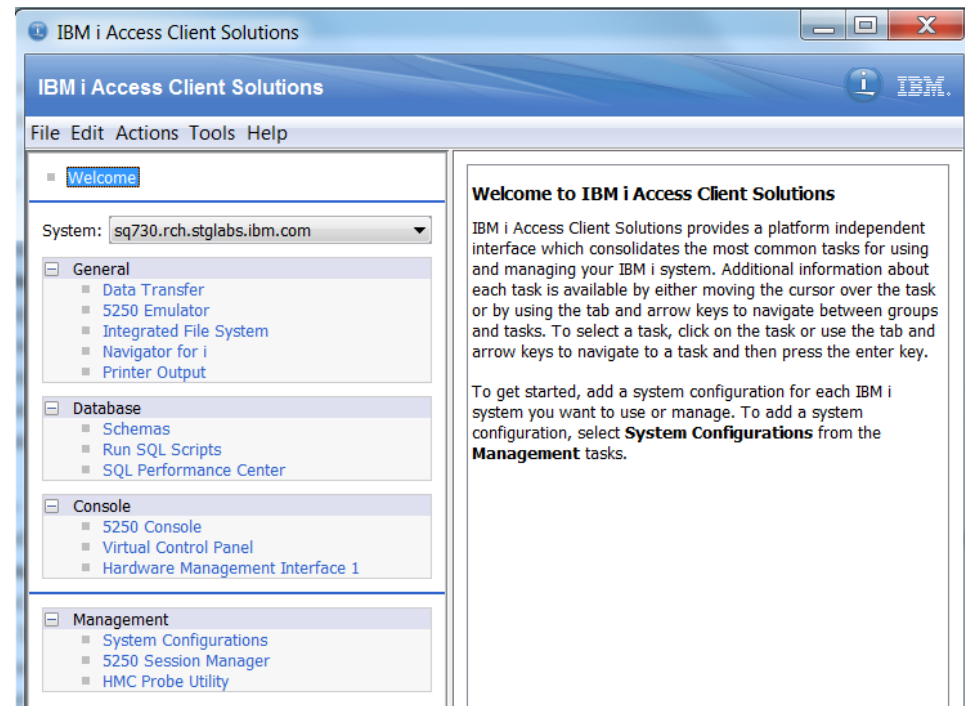 IBM i Access Client Solutions
IBM i Access Client Solutions
IBM.
File Edit Actions Tools Help
Welcome
System: sq730.rch.stglabs.ibm.com
General
Data Transfer
5250 Emulator
Integrated File System
Navigator for i
Printer Output
Database
Schemas
Run SQL Scripts
SQL Performance Center
Console
5250 Console
Virtual Control Panel
Hardware Management Interface 1
Management
System Configurations
5250 Session Manager
HMC Probe Utility
Welcome to IBM i Access Client Solutions
IBM i Access Client Solutions provides a platform independent
interface which consolidates the most common tasks for using
and managing your IBM i system. Additional information about
each task is available by either moving the cursor over the task
or by using the tab and arrow keys to navigate between groups
and tasks. To select a task, click on the task or use the tab and
arrow keys to navigate to a task and then press the enter key.
To get started, add a system configuration for each IBM i
system you want to use or manage. To add a system
configuration, select System Configurations from the
Management tasks.